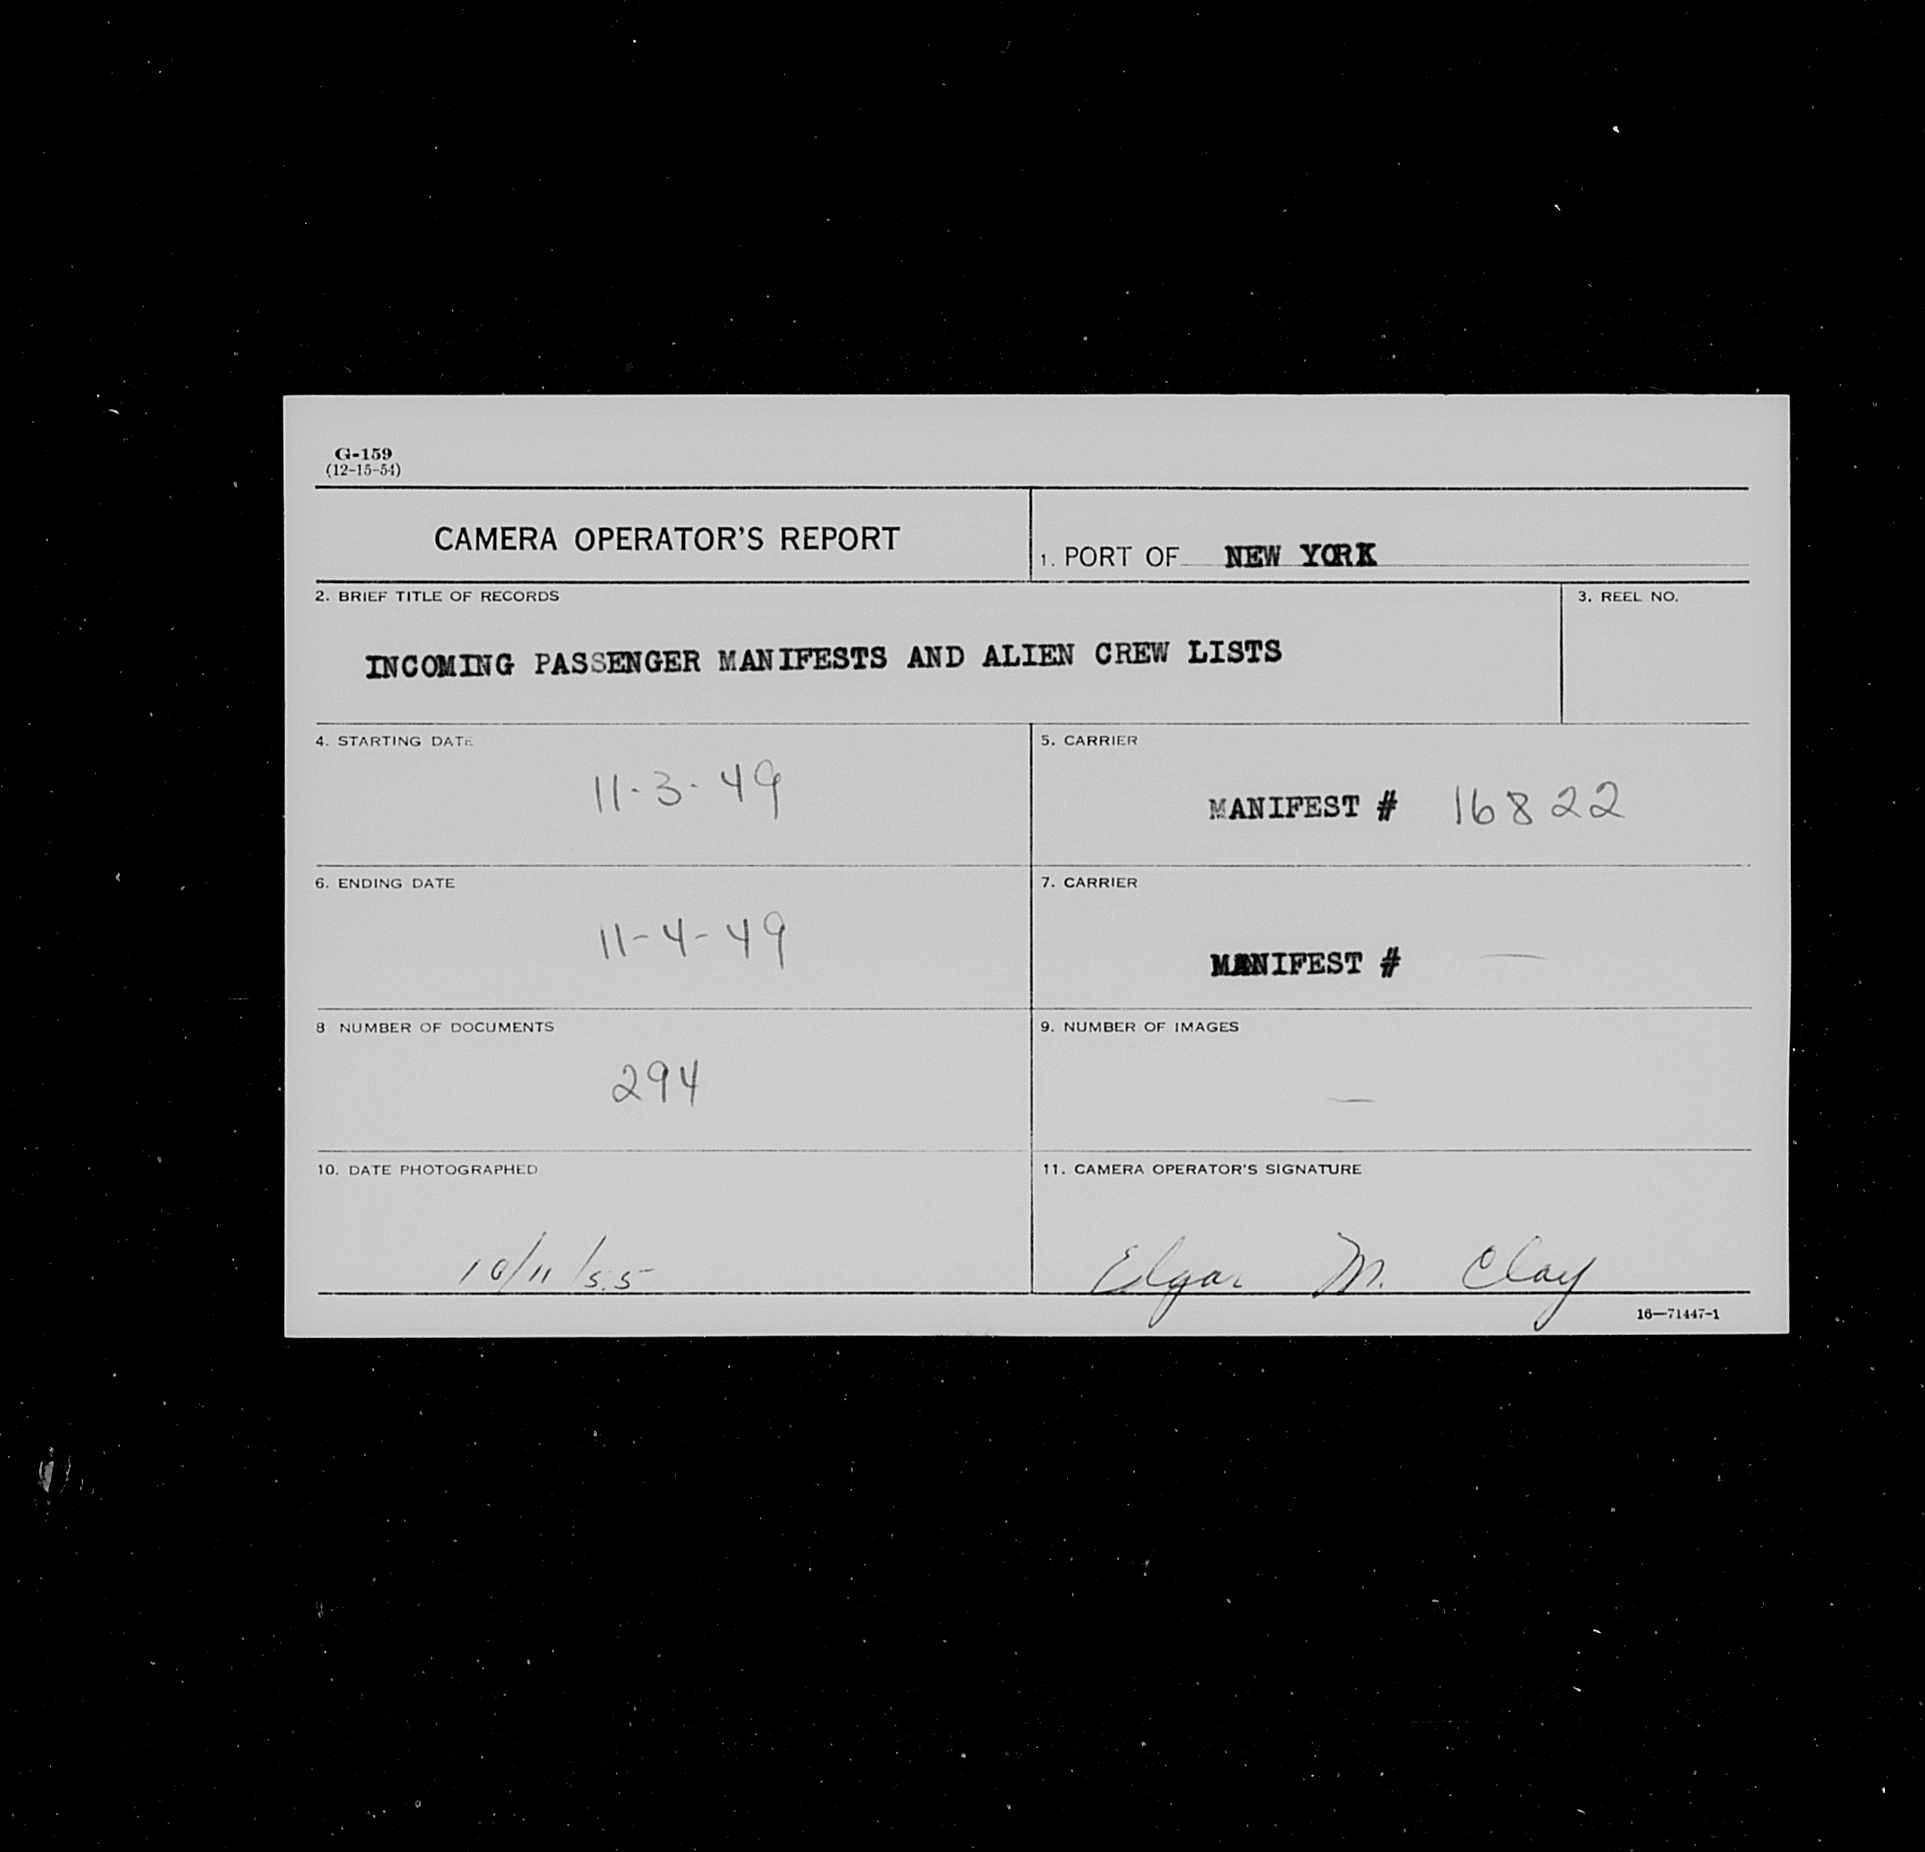 G-159
(12-15-54)
CAMERA OPERATOR'S REPORT
1. PORT OF NEW YORK
2. BRIEF TITLE OF RECORDS
INCOMING PASSENGER MANIFESTS AND ALIEN CREW LISTS
3. REEL NO.
4. STARTING DATE
11-3-49
5. CARRIER
MANIFEST # 16822
6. ENDING DATE
11-4-49
7. CARRIER
MANIFEST # —
8 NUMBER OF DOCUMENTS
294
9. NUMBER OF IMAGES
—
10. DATE PHOTOGRAPHED
10/11/55
11. CAMERA OPERATOR'S SIGNATURE
Edgar M. Clay
16—71447-1